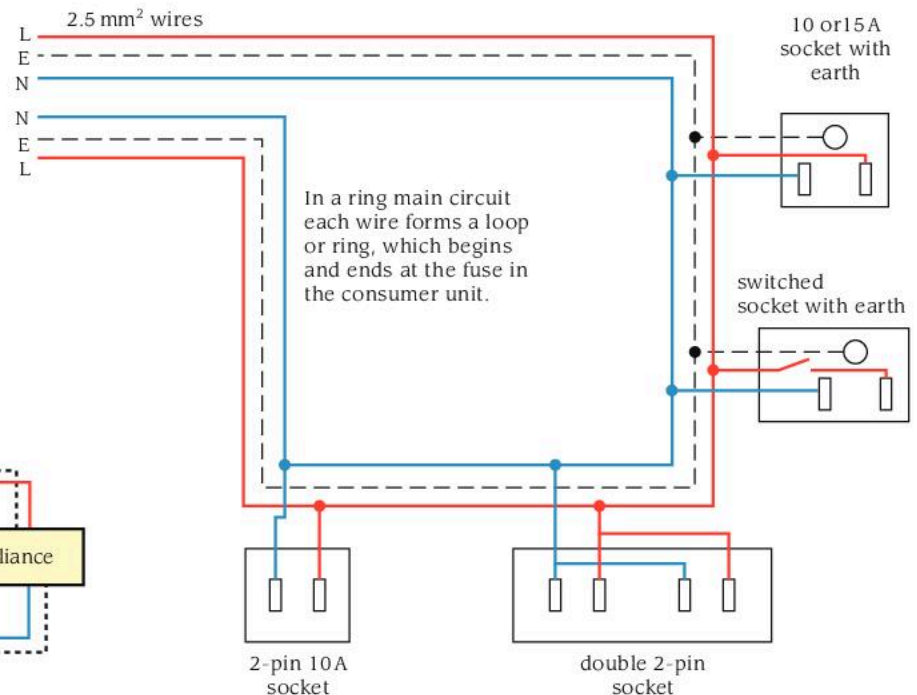 2.5 mm² wires
L
E
N
N
E
L
10 or15A
socket with
earth
In a ring main circuit
each wire forms a loop
or ring, which begins
and ends at the fuse in
the consumer unit.
switched
socket with earth
liance
2-pin 10A
socket
double 2-pin
socket